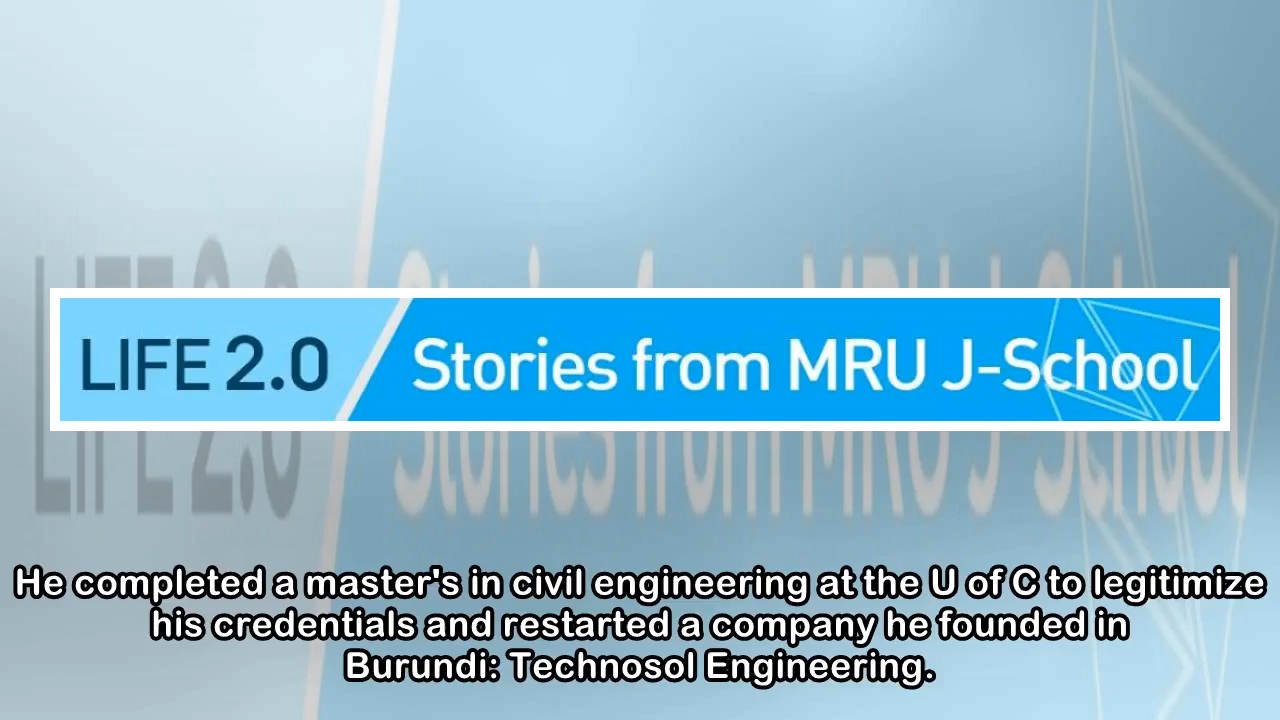 LIFE 2.0 Stories from MRU J-School
He completed a master's in civil engineering at the U of C to legitimize
his credentials and restarted a company he founded in
Burundi: Technosol Engineering.